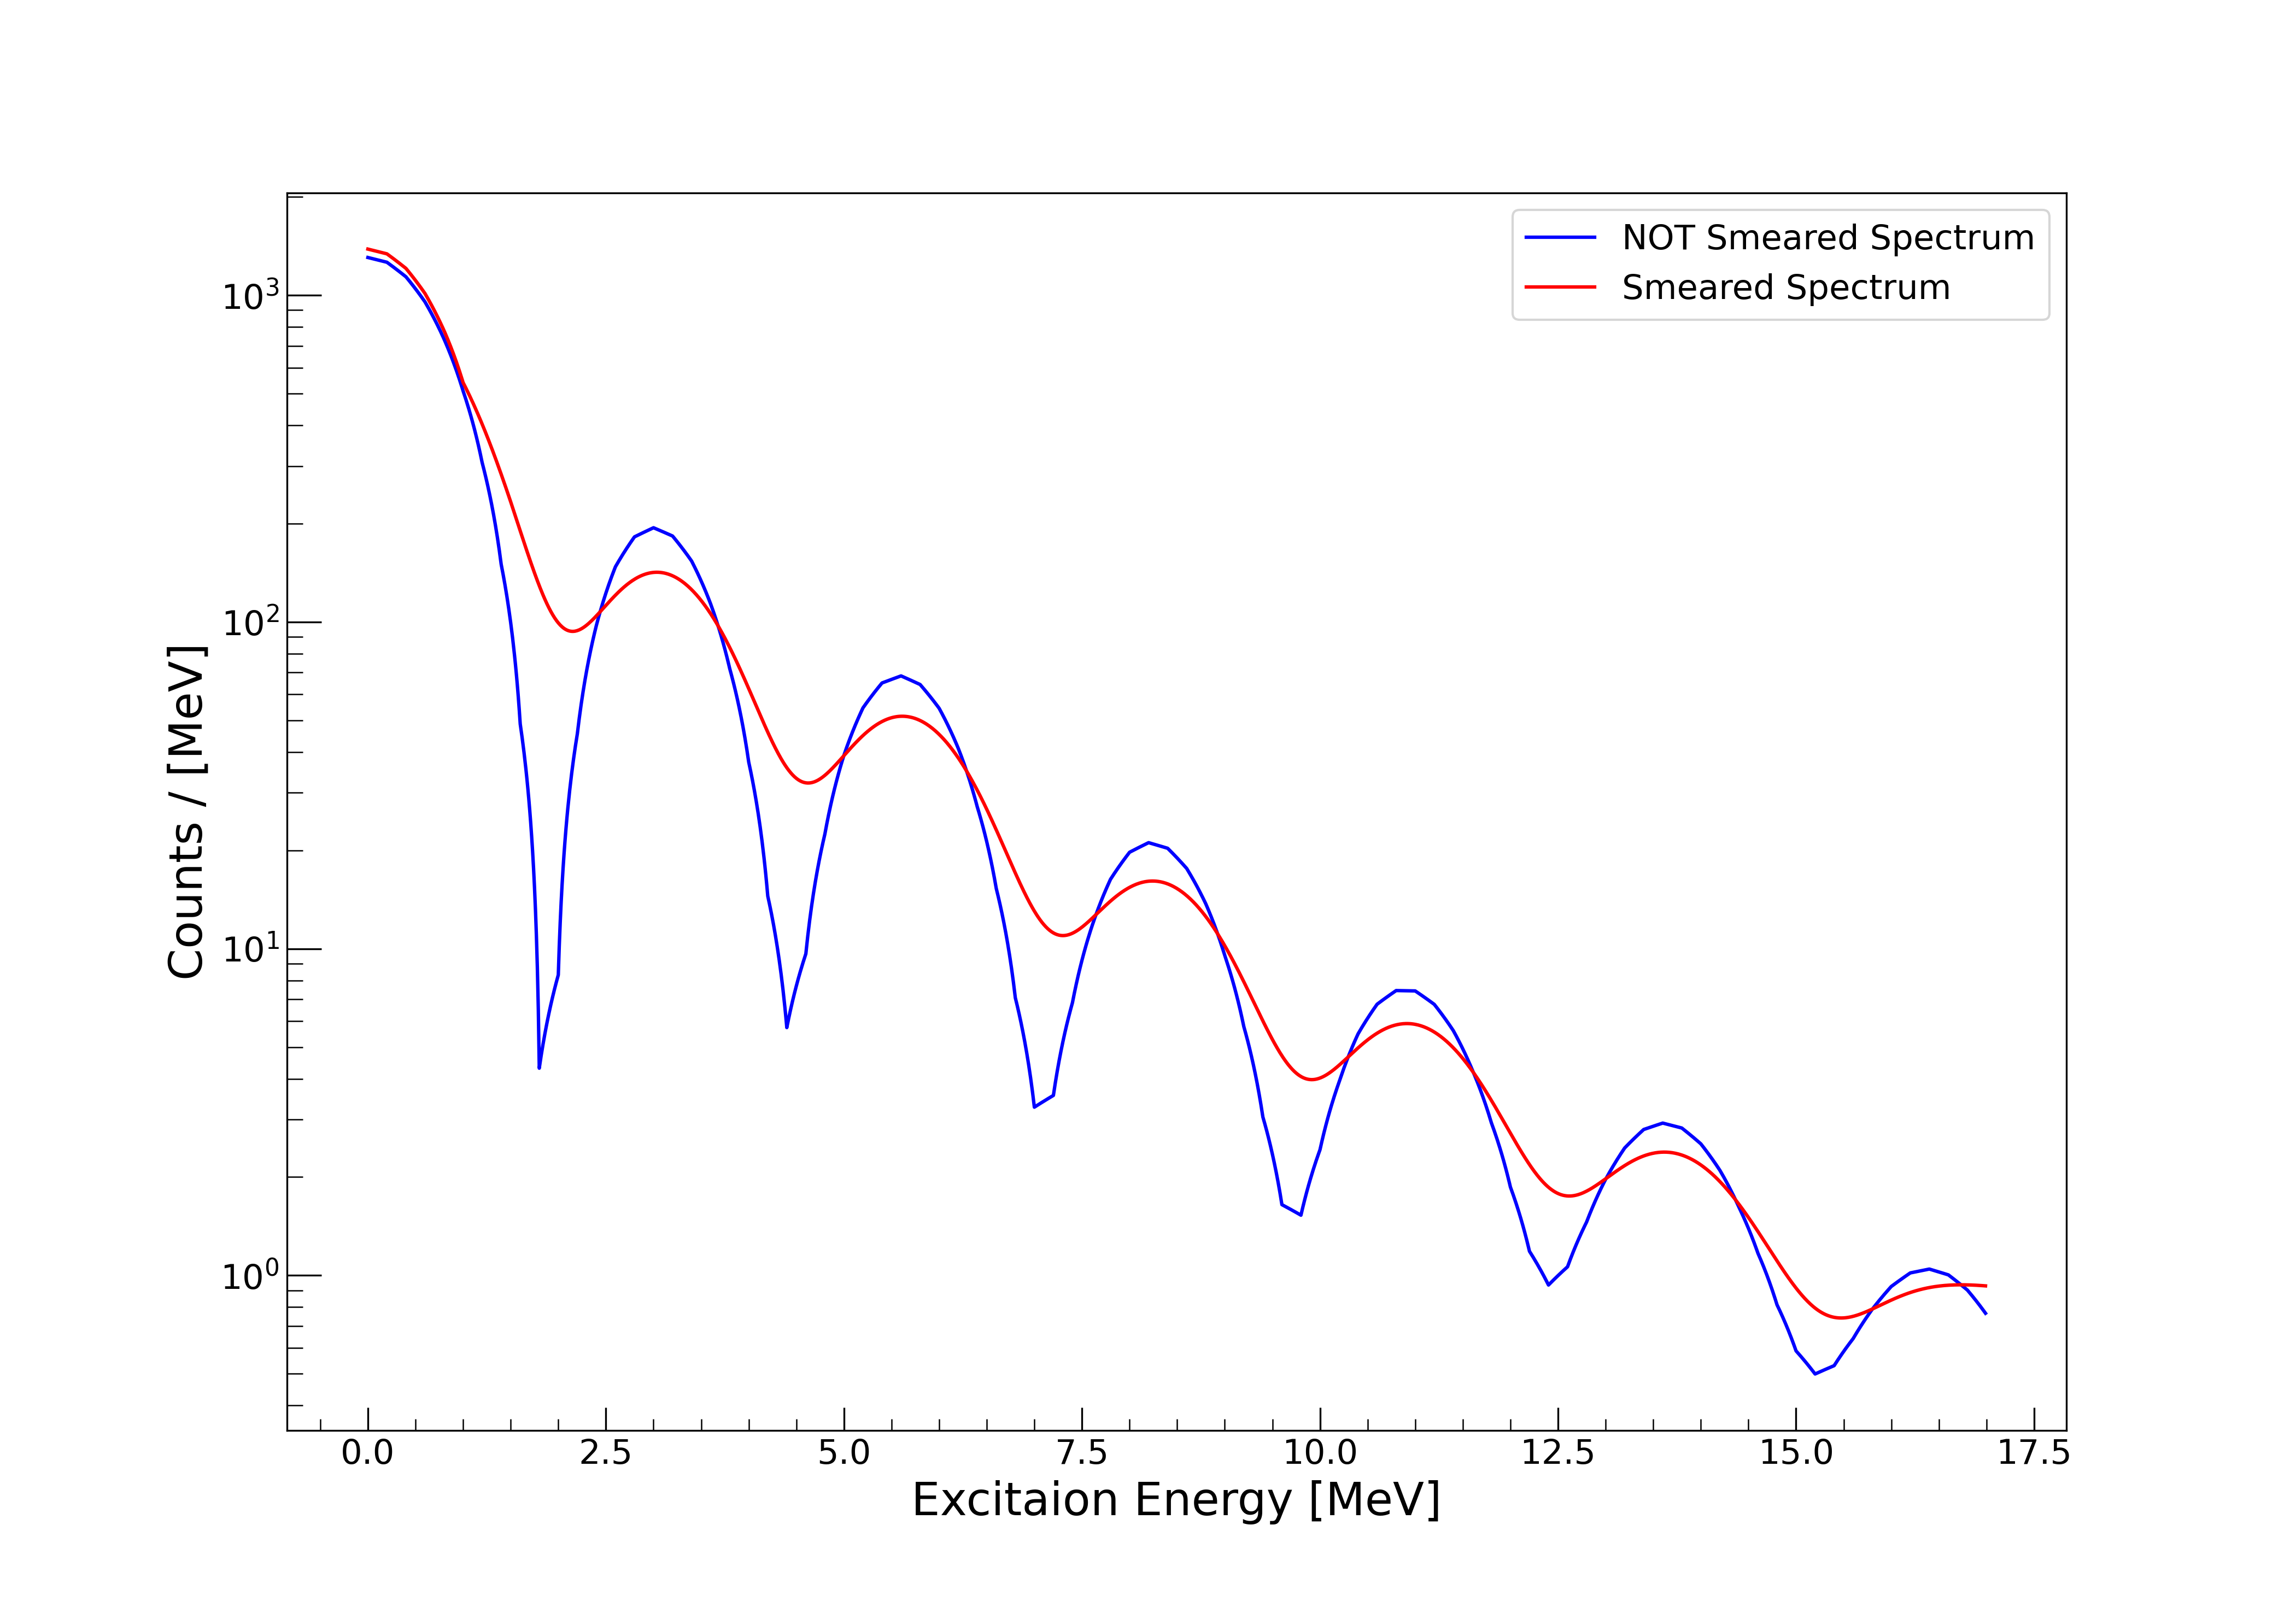 NOT Smeared Spectrum
Smeared Spectrum
10³
10²
10¹
10⁰
Counts / [MeV]
0.0 2.5 5.0 7.5 10.0 12.5 15.0 17.5
Excitaion Energy [MeV]